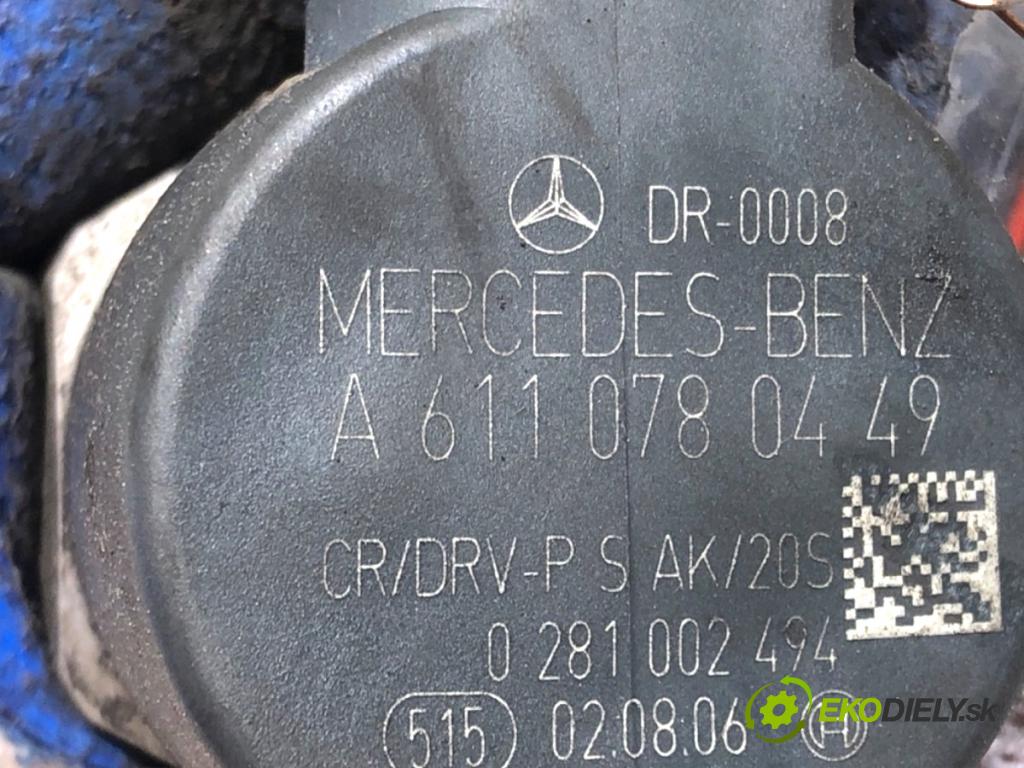 DR-0008
MERCEDES-BENZ
A 611 078 04 49
CR/DRV-P S AK/20S
0 281 002 494
515 02.08.06
EKODIELY.sk